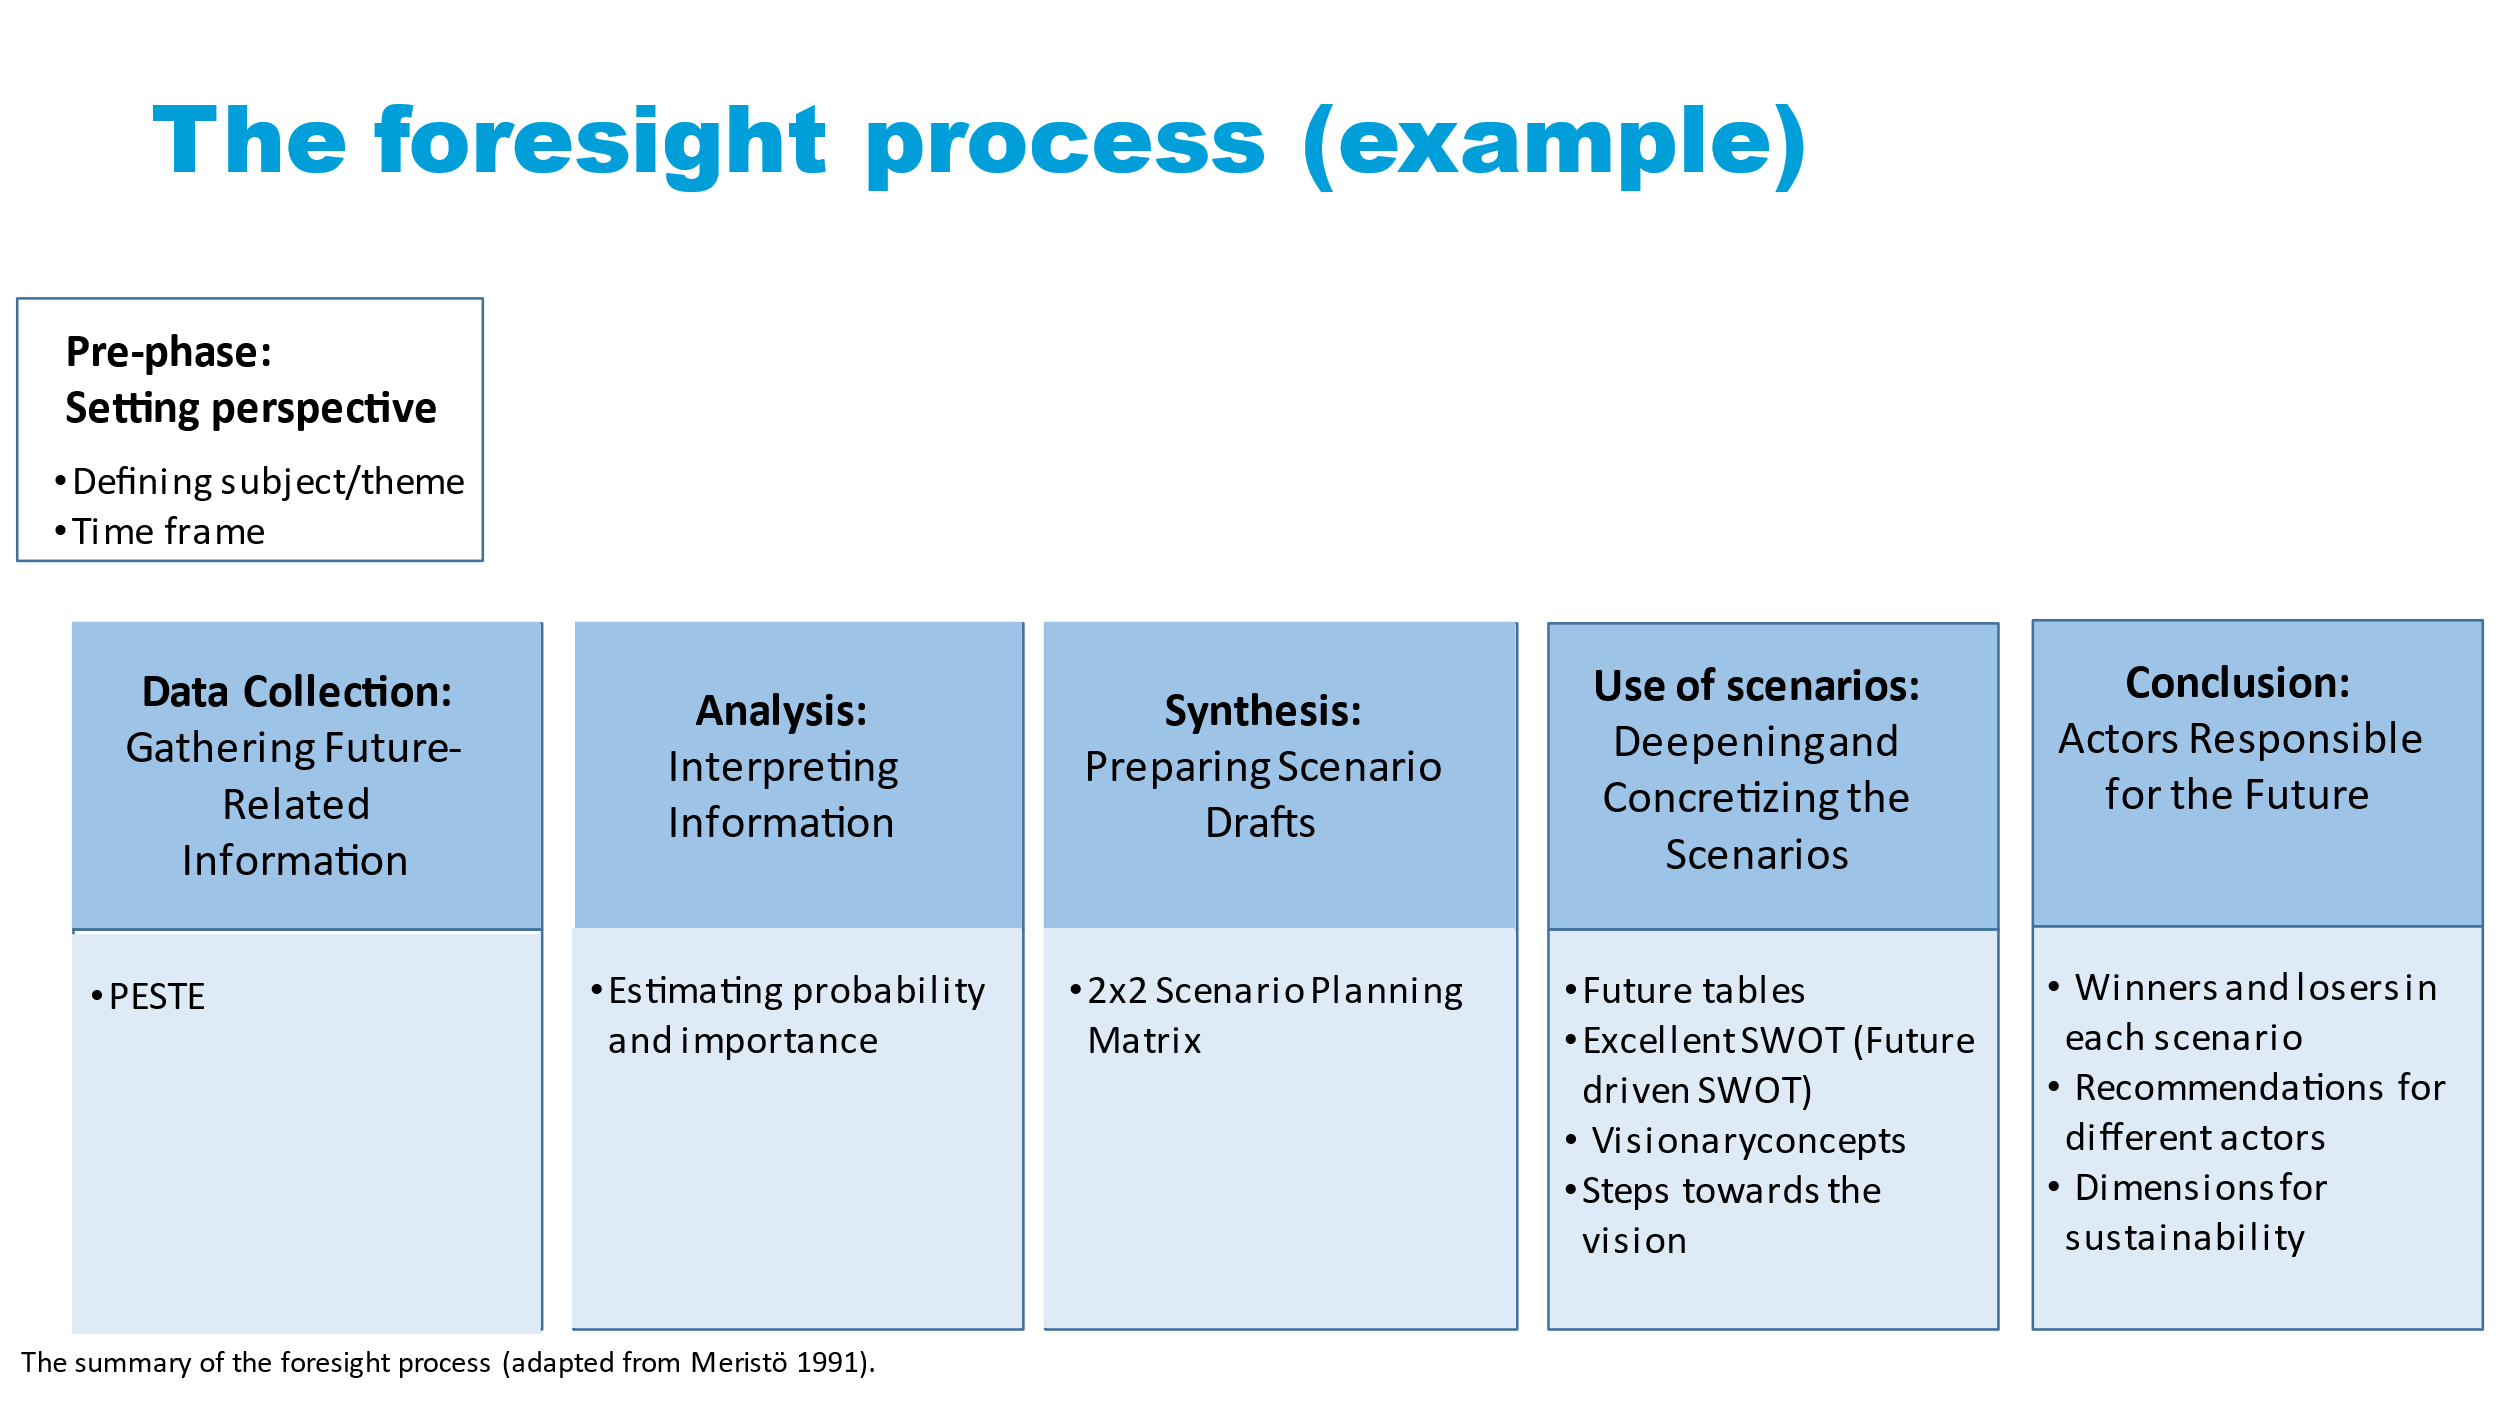 The foresight process (example)
Pre-phase:
Setting perspective
•Defining subject/theme
•Time frame
Data Collection:
Gathering Future-
Related
Information
•PESTE
Analysis:
Interpreting
Information
•Estimating probability
and importance
Synthesis:
Preparing Scenario
Drafts
•2x2 Scenario Planning
Matrix
Use of scenarios:
Deepening and
Concretizing the
Scenarios
•Future tables
•Excellent SWOT (Future
driven SWOT)
• Visionary concepts
•Steps towards the
vision
Conclusion:
Actors Responsible
for the Future
• Winners and losers in
each scenario
• Recommendations for
different actors
• Dimensions for
sustainability
The summary of the foresight process (adapted from Meristö 1991).